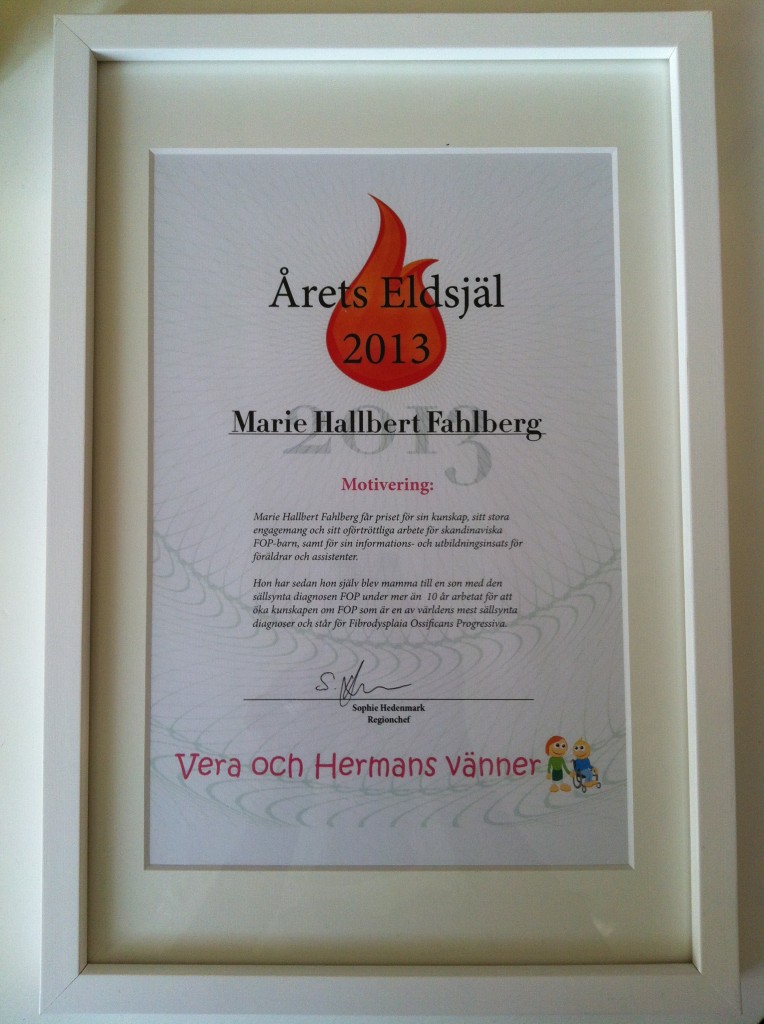 Årets Eldsjäl
2013
2013
Marie Hallbert Fahlberg
Motivering:
Marie Hallbert Fahlberg får priset för sin kunskap, sitt stora
engagemang och sitt oförtröttliga arbete för skandinaviska
FOP-barn, samt för sin informations- och utbildningsinsats för
föräldrar och assistenter.
Hon har sedan hon själv blev mamma till en son med den
sällsynta diagnosen FOP under mer än 10 år arbetat för att
öka kunskapen om FOP som är en av världens mest sällsynta
diagnoser och står för Fibrodysplaia Ossificans Progressiva.
Sophie Hedenmark
Regionchef
Vera och Hermans vänner